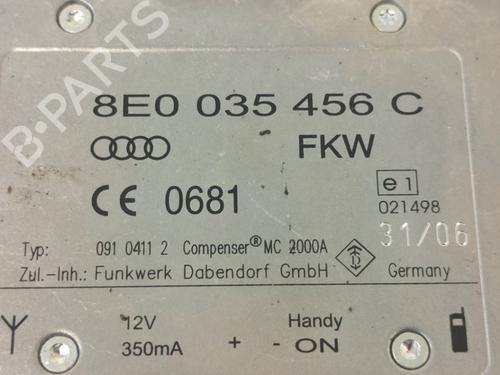 B-PARTS
8E0 035 456 C
FKW
CE 0681
e1
021498
31/06
Typ: 091 0411 2 Compenser® MC 2000A
Zul.-Inh.: Funkwerk Dabendorf GmbH Germany
12V Handy
350mA + - ON